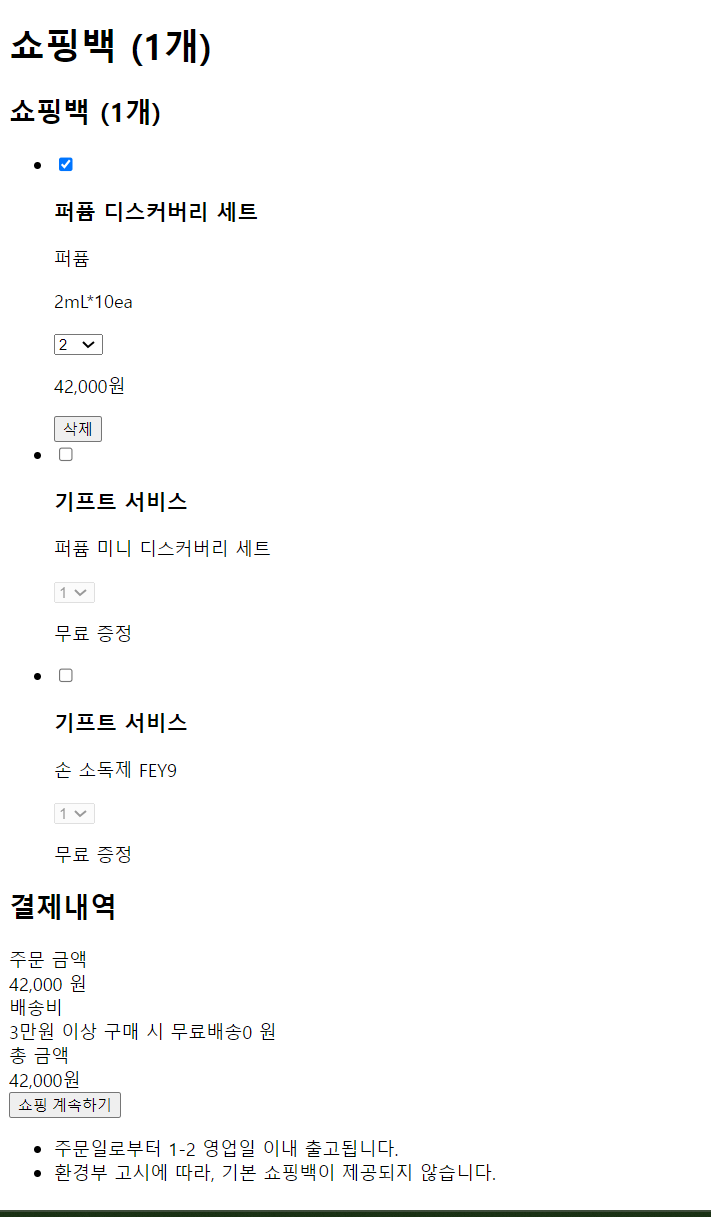 쇼핑백 (1개)
쇼핑백 (1개)
퍼퓸 디스커버리 세트
퍼퓸
2mL*10ea
2
42,000원
삭제
기프트 서비스
퍼퓸 미니 디스커버리 세트
1
무료 증정
기프트 서비스
손 소독제 FEY9
1
무료 증정
결제내역
주문 금액
42,000 원
배송비
3만원 이상 구매 시 무료배송0 원
총 금액
42,000원
쇼핑 계속하기
주문일로부터 1-2 영업일 이내 출고됩니다.
환경부 고시에 따라, 기본 쇼핑백이 제공되지 않습니다.